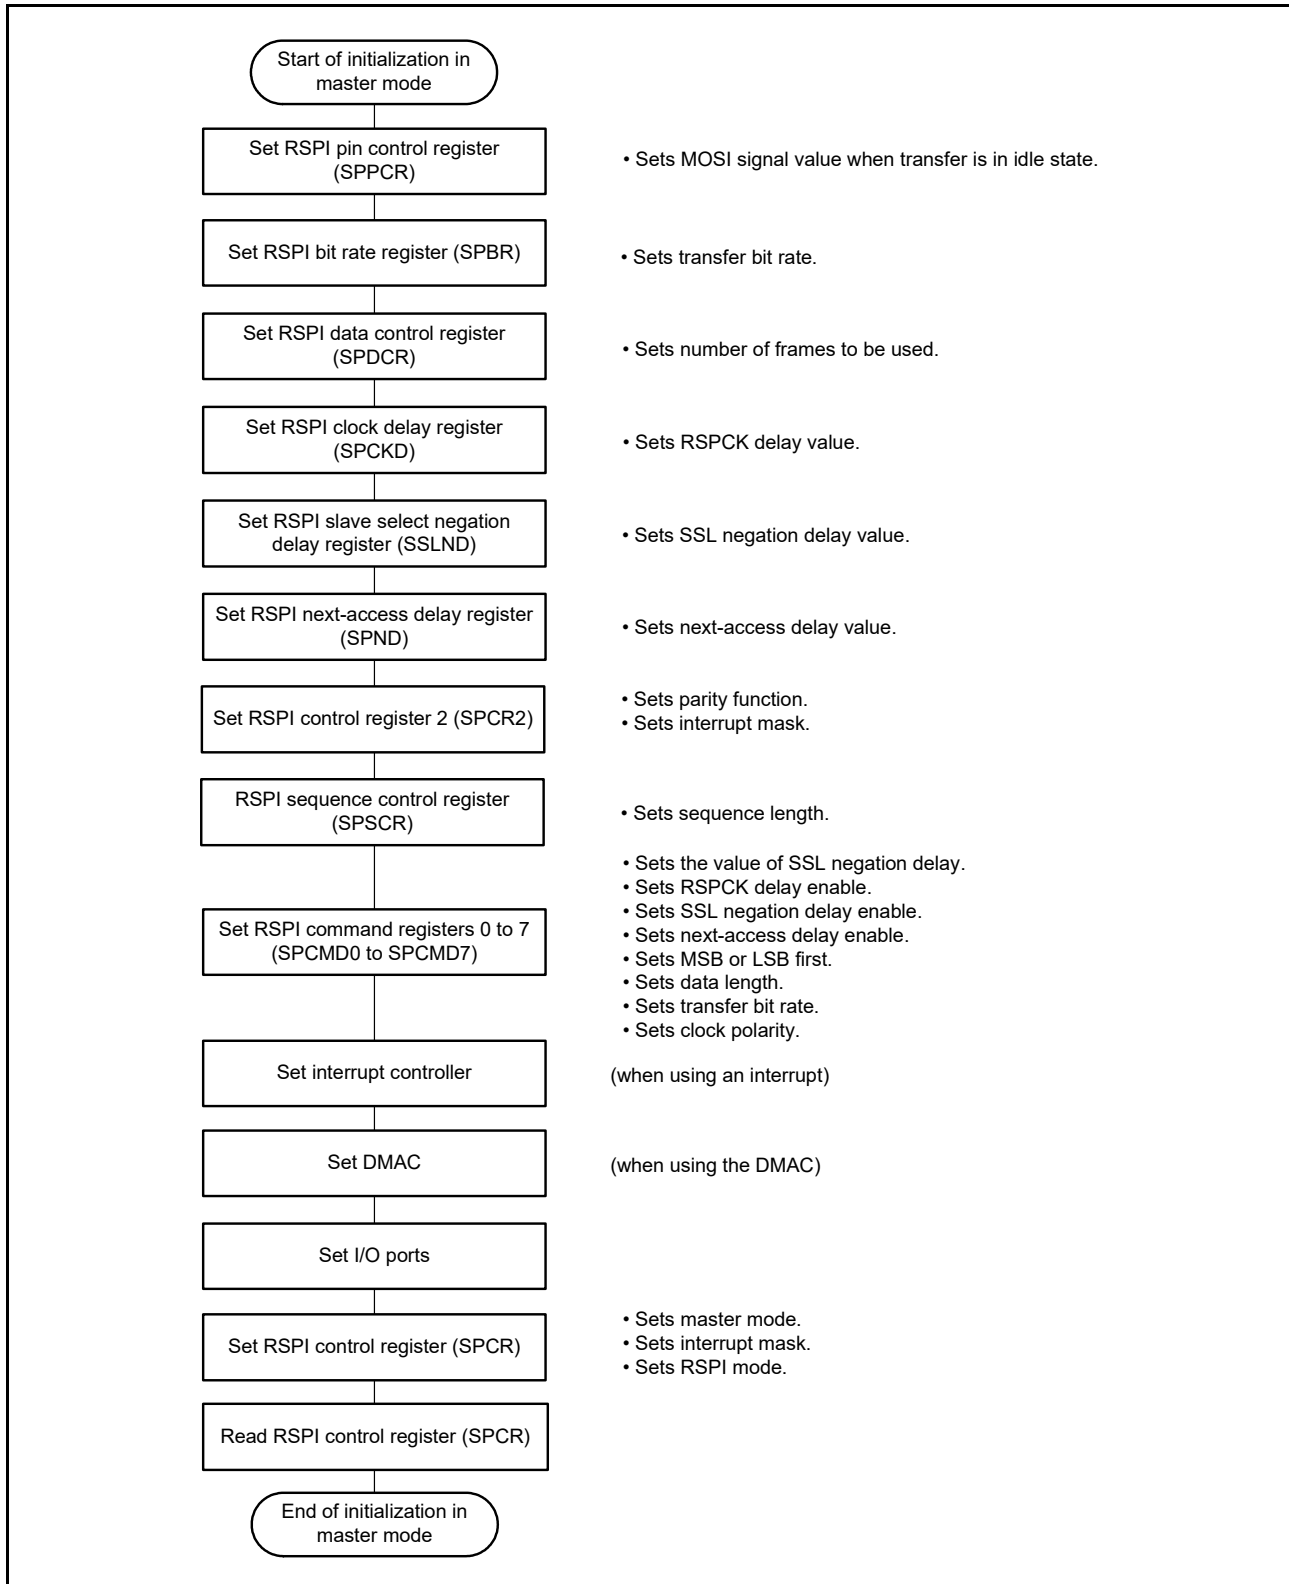 Start of initialization in
master mode
Set RSPI pin control register
(SPPCR)
• Sets MOSI signal value when transfer is in idle state.
Set RSPI bit rate register (SPBR)
• Sets transfer bit rate.
Set RSPI data control register
(SPDCR)
• Sets number of frames to be used.
Set RSPI clock delay register
(SPCKD)
• Sets RSPCK delay value.
Set RSPI slave select negation
delay register (SSLND)
• Sets SSL negation delay value.
Set RSPI next-access delay register
(SPND)
• Sets next-access delay value.
Set RSPI control register 2 (SPCR2)
• Sets parity function.
• Sets interrupt mask.
RSPI sequence control register
(SPSCR)
• Sets sequence length.
Set RSPI command registers 0 to 7
(SPCMD0 to SPCMD7)
• Sets the value of SSL negation delay.
• Sets RSPCK delay enable.
• Sets SSL negation delay enable.
• Sets next-access delay enable.
• Sets MSB or LSB first.
• Sets data length.
• Sets transfer bit rate.
• Sets clock polarity.
Set interrupt controller
(when using an interrupt)
Set DMAC
(when using the DMAC)
Set I/O ports
Set RSPI control register (SPCR)
• Sets master mode.
• Sets interrupt mask.
• Sets RSPI mode.
Read RSPI control register (SPCR)
End of initialization in
master mode